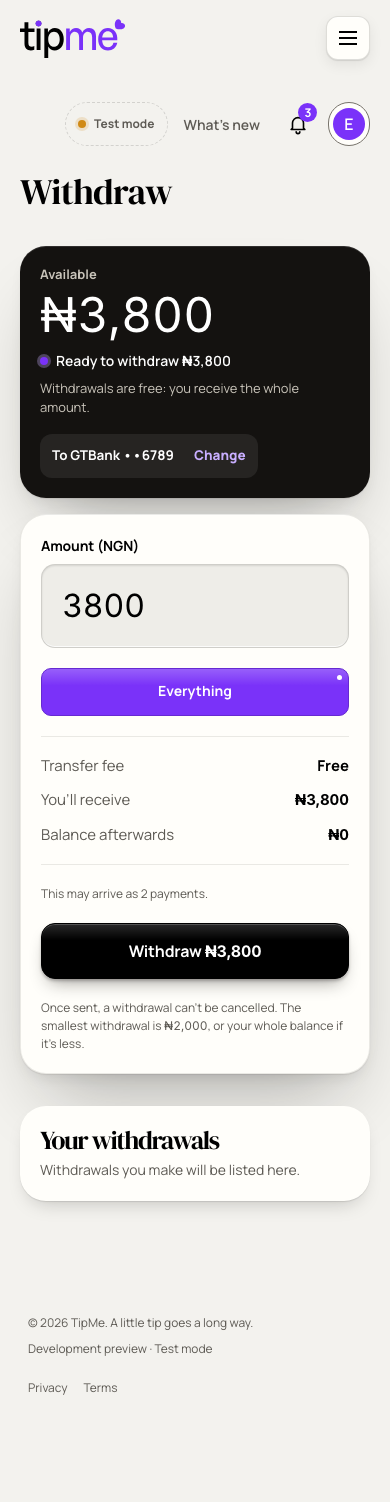 tipme
Test mode
What's new
3
E
Withdraw
Available
₦3,800
Ready to withdraw ₦3,800
Withdrawals are free: you receive the whole
amount.
To GTBank ••6789
Change
Amount (NGN)
3800
Everything
Transfer fee
Free
You'll receive
₦3,800
Balance afterwards
₦0
This may arrive as 2 payments.
Withdraw ₦3,800
Once sent, a withdrawal can't be cancelled. The
smallest withdrawal is ₦2,000, or your whole balance if
it's less.
Your withdrawals
Withdrawals you make will be listed here.
© 2026 TipMe. A little tip goes a long way.
Development preview · Test mode
Privacy
Terms